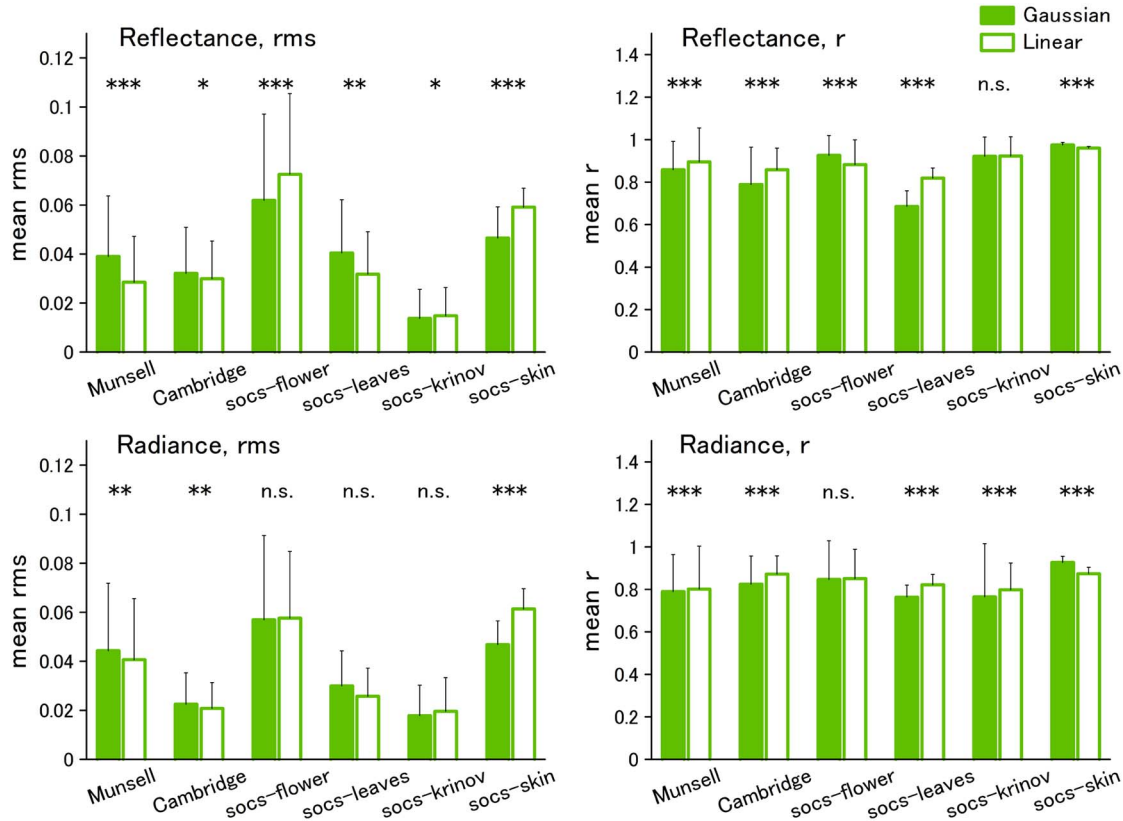 Gaussian
Linear
Reflectance, rms
mean rms
0.12
0.1
0.08
0.06
0.04
0.02
0
*** * *** ** * ***
Munsell Cambridge socs-flower socs-leaves socs-krinov socs-skin
Reflectance, r
mean r
1.4
1.2
1
0.8
0.6
0.4
0.2
0
*** *** *** *** n.s. ***
Munsell Cambridge socs-flower socs-leaves socs-krinov socs-skin
Radiance, rms
mean rms
0.12
0.1
0.08
0.06
0.04
0.02
0
** ** n.s. n.s. n.s. ***
Munsell Cambridge socs-flower socs-leaves socs-krinov socs-skin
Radiance, r
mean r
1.4
1.2
1
0.8
0.6
0.4
0.2
0
*** *** n.s. *** *** ***
Munsell Cambridge socs-flower socs-leaves socs-krinov socs-skin